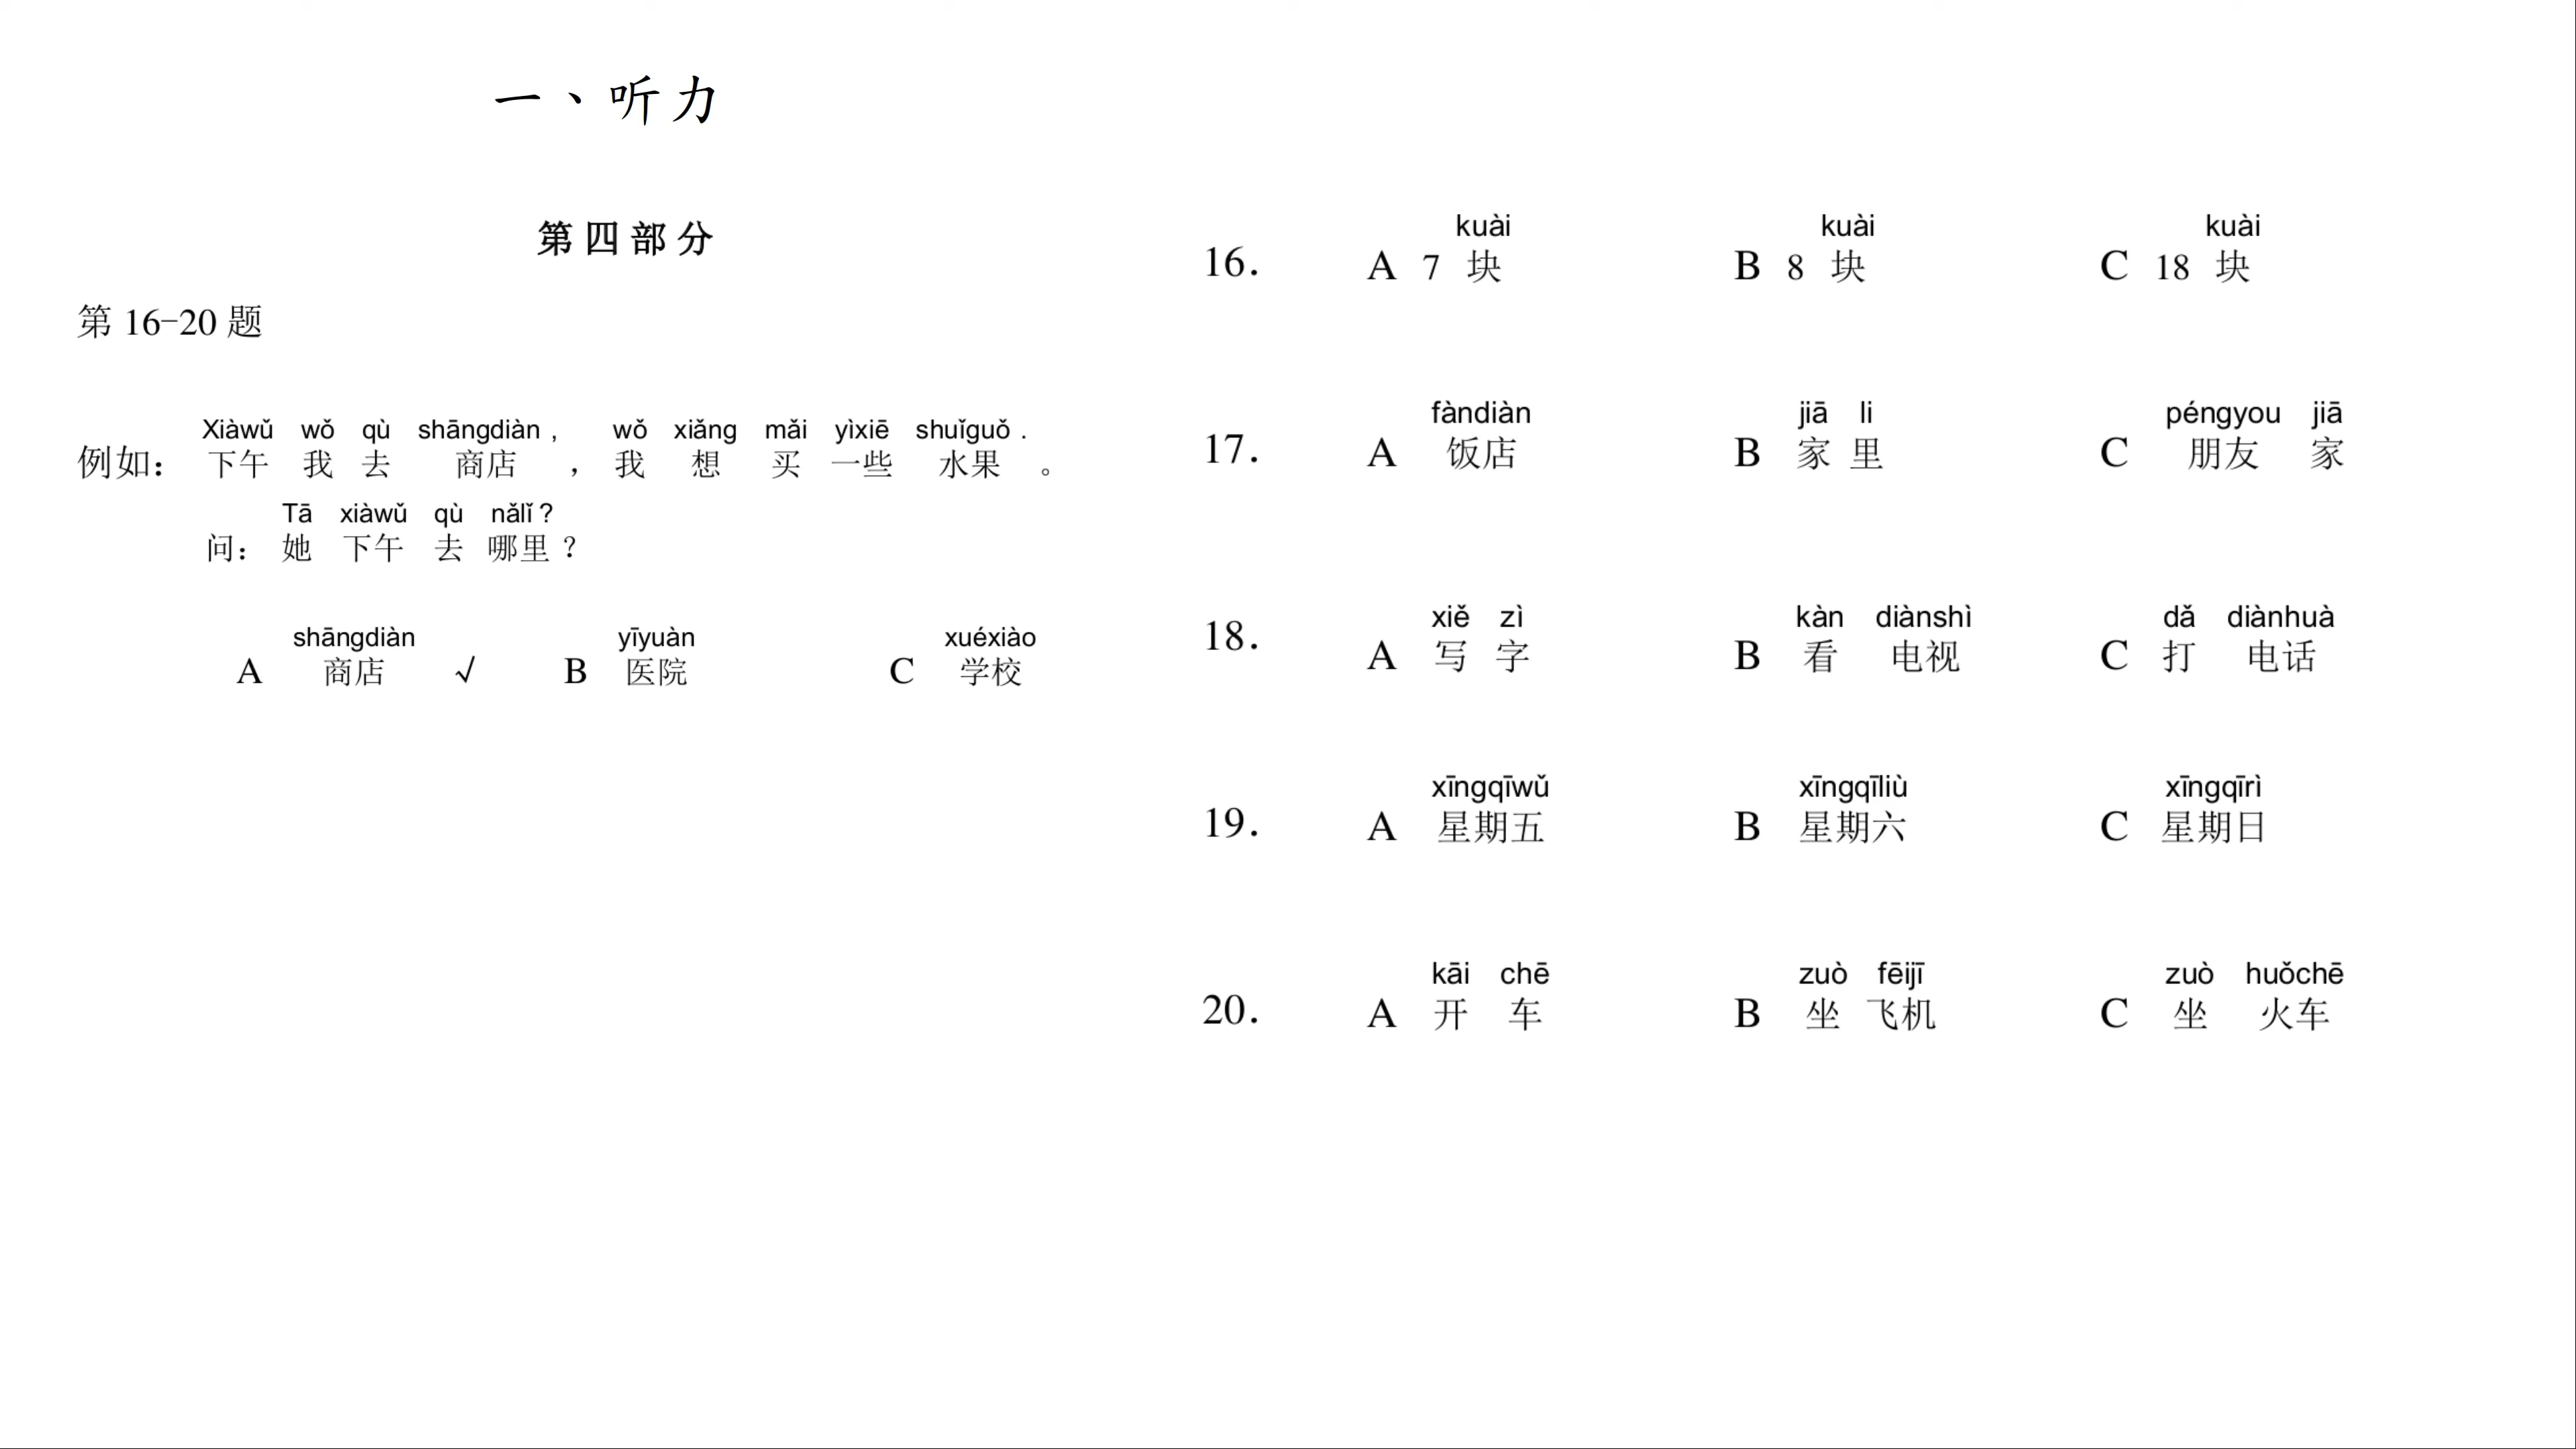 一、听力
第四部分
第 16-20 题
Xiàwǔ wǒ qù shāngdiàn, wǒ xiǎng mǎi yìxiē shuǐguǒ.
例如： 下午 我 去 商店 ， 我 想 买 一些 水果 。
Tā xiàwǔ qù nǎlǐ?
问： 她 下午 去 哪里？
shāngdiàn yīyuàn xuéxiào
A 商店 √ B 医院 C 学校
kuài kuài kuài
16. A 7 块 B 8 块 C 18 块
fàndiàn jiā li péngyou jiā
17. A 饭店 B 家 里 C 朋友 家
xiě zì kàn diànshì dǎ diànhuà
18. A 写 字 B 看 电视 C 打 电话
xīngqīwǔ xīngqīliù xīngqīrì
19. A 星期五 B 星期六 C 星期日
kāi chē zuò fēijī zuò huǒchē
20. A 开 车 B 坐 飞机 C 坐 火车